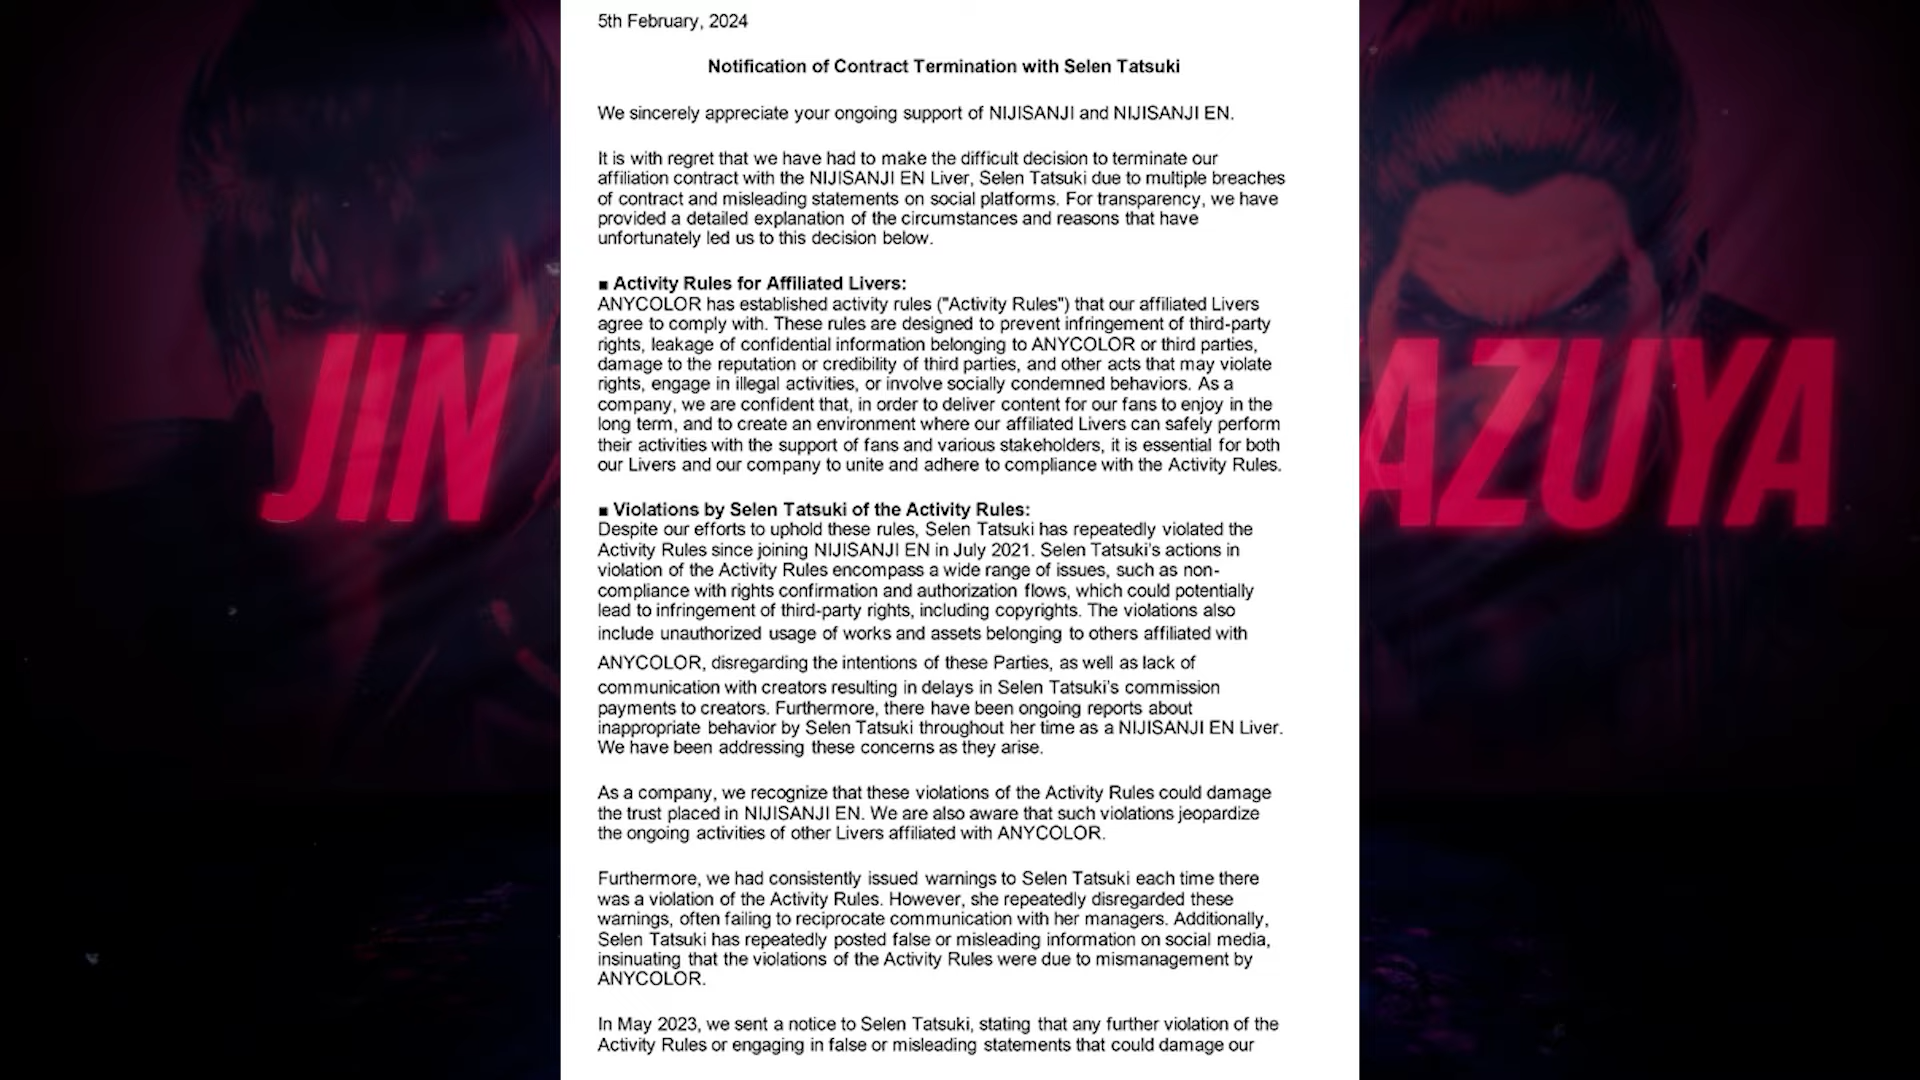 5th February, 2024
Notification of Contract Termination with Selen Tatsuki
We sincerely appreciate your ongoing support of NIJISANJI and NIJISANJI EN.
It is with regret that we have had to make the difficult decision to terminate our
affiliation contract with the NIJISANJI EN Liver, Selen Tatsuki due to multiple breaches
of contract and misleading statements on social platforms. For transparency, we have
provided a detailed explanation of the circumstances and reasons that have
unfortunately led us to this decision below.
■ Activity Rules for Affiliated Livers:
ANYCOLOR has established activity rules ("Activity Rules") that our affiliated Livers
agree to comply with. These rules are designed to prevent infringement of third-party
rights, leakage of confidential information belonging to ANYCOLOR or third parties,
damage to the reputation or credibility of third parties, and other acts that may violate
rights, engage in illegal activities, or involve socially condemned behaviors. As a
company, we are confident that, in order to deliver content for our fans to enjoy in the
long term, and to create an environment where our affiliated Livers can safely perform
their activities with the support of fans and various stakeholders, it is essential for both
our Livers and our company to unite and adhere to compliance with the Activity Rules.
■ Violations by Selen Tatsuki of the Activity Rules:
Despite our efforts to uphold these rules, Selen Tatsuki has repeatedly violated the
Activity Rules since joining NIJISANJI EN in July 2021. Selen Tatsuki's actions in
violation of the Activity Rules encompass a wide range of issues, such as non-
compliance with rights confirmation and authorization flows, which could potentially
lead to infringement of third-party rights, including copyrights. The violations also
include unauthorized usage of works and assets belonging to others affiliated with
ANYCOLOR, disregarding the intentions of these Parties, as well as lack of
communication with creators resulting in delays in Selen Tatsuki's commission
payments to creators. Furthermore, there have been ongoing reports about
inappropriate behavior by Selen Tatsuki throughout her time as a NIJISANJI EN Liver.
We have been addressing these concerns as they arise.
As a company, we recognize that these violations of the Activity Rules could damage
the trust placed in NIJISANJI EN. We are also aware that such violations jeopardize
the ongoing activities of other Livers affiliated with ANYCOLOR.
Furthermore, we had consistently issued warnings to Selen Tatsuki each time there
was a violation of the Activity Rules. However, she repeatedly disregarded these
warnings, often failing to reciprocate communication with her managers. Additionally,
Selen Tatsuki has repeatedly posted false or misleading information on social media,
insinuating that the violations of the Activity Rules were due to mismanagement by
ANYCOLOR.
In May 2023, we sent a notice to Selen Tatsuki, stating that any further violation of the
Activity Rules or engaging in false or misleading statements that could damage our
JIN
AZUYA